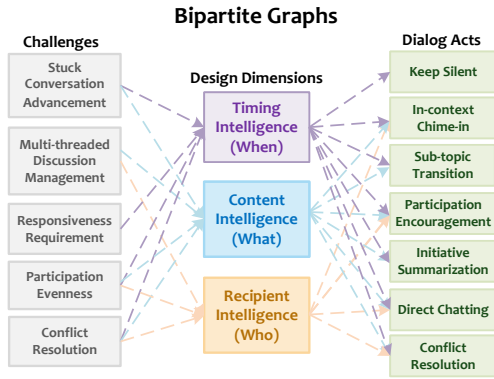 Bipartite Graphs
Challenges
Stuck
Conversation
Advancement
Multi-threaded
Discussion
Management
Responsiveness
Requirement
Participation
Evenness
Conflict
Resolution
Design Dimensions
Timing
Intelligence
(When)
Content
Intelligence
(What)
Recipient
Intelligence
(Who)
Dialog Acts
Keep Silent
In-context
Chime-in
Sub-topic
Transition
Participation
Encouragement
Initiative
Summarization
Direct Chatting
Conflict
Resolution